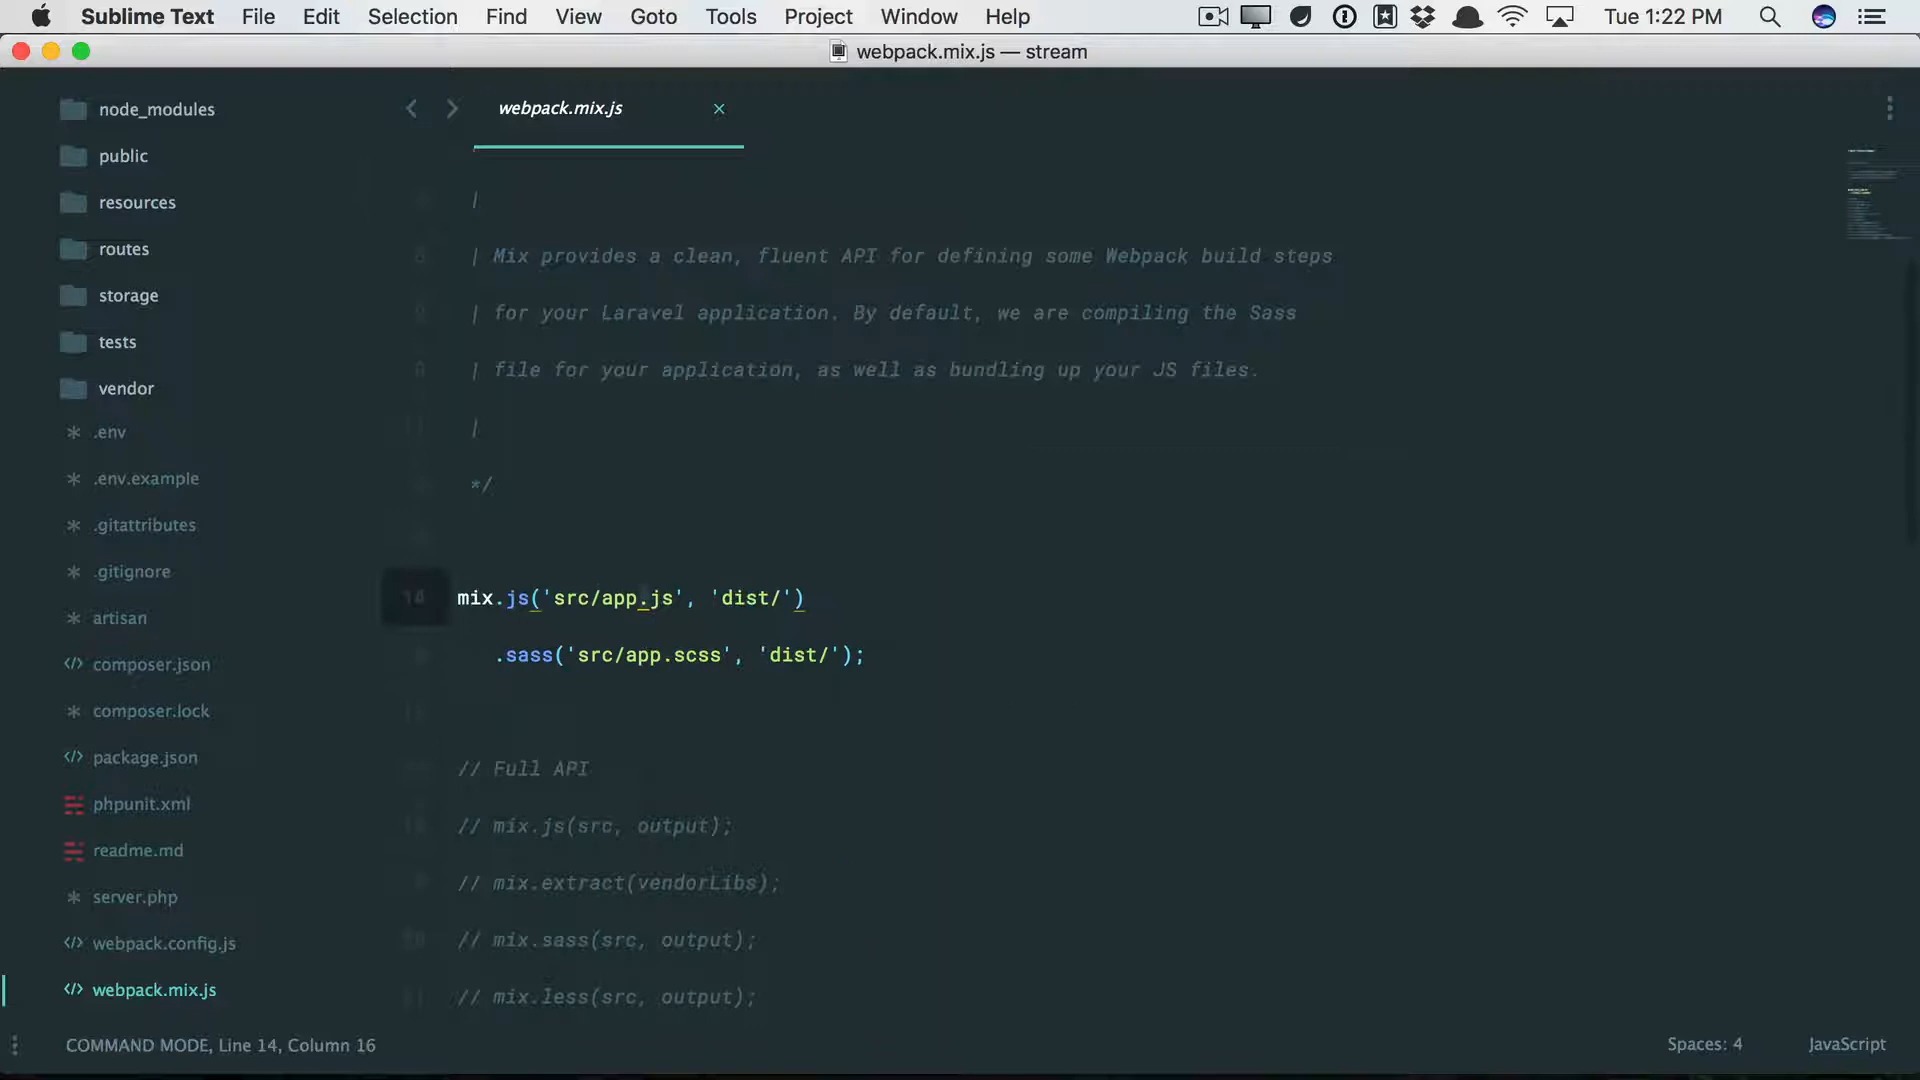 Sublime Text File Edit Selection Find View Goto Tools Project Window Help Tue 1:22 PM
webpack.mix.js — stream
node_modules
public
resources
routes
storage
tests
vendor
.env
.env.example
.gitattributes
.gitignore
artisan
composer.json
composer.lock
package.json
phpunit.xml
readme.md
server.php
webpack.config.js
webpack.mix.js
webpack.mix.js ×
|
| Mix provides a clean, fluent API for defining some Webpack build steps
| for your Laravel application. By default, we are compiling the Sass
| file for your application, as well as bundling up your JS files.
|
*/
14 mix.js('src/app.js', 'dist/')
.sass('src/app.scss', 'dist/');
// Full API
// mix.js(src, output);
// mix.extract(vendorLibs);
// mix.sass(src, output);
// mix.less(src, output);
COMMAND MODE, Line 14, Column 16
Spaces: 4 JavaScript